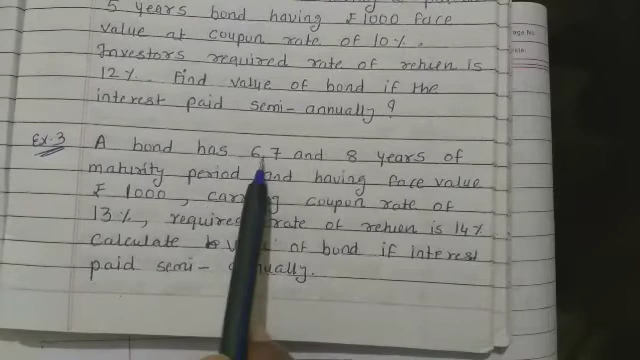 5 years bond having ₹1000 face
value at coupon rate of 10%.
Investors required rate of return is
12%. Find value of bond if the
interest paid semi-annually?
Ex-3 A bond has 6,7 and 8 years of
maturity period and having face value
₹ 1000, carrying coupon rate of
13%, required rate of return is 14%
Calculate of bond if interest
paid semi-annually.